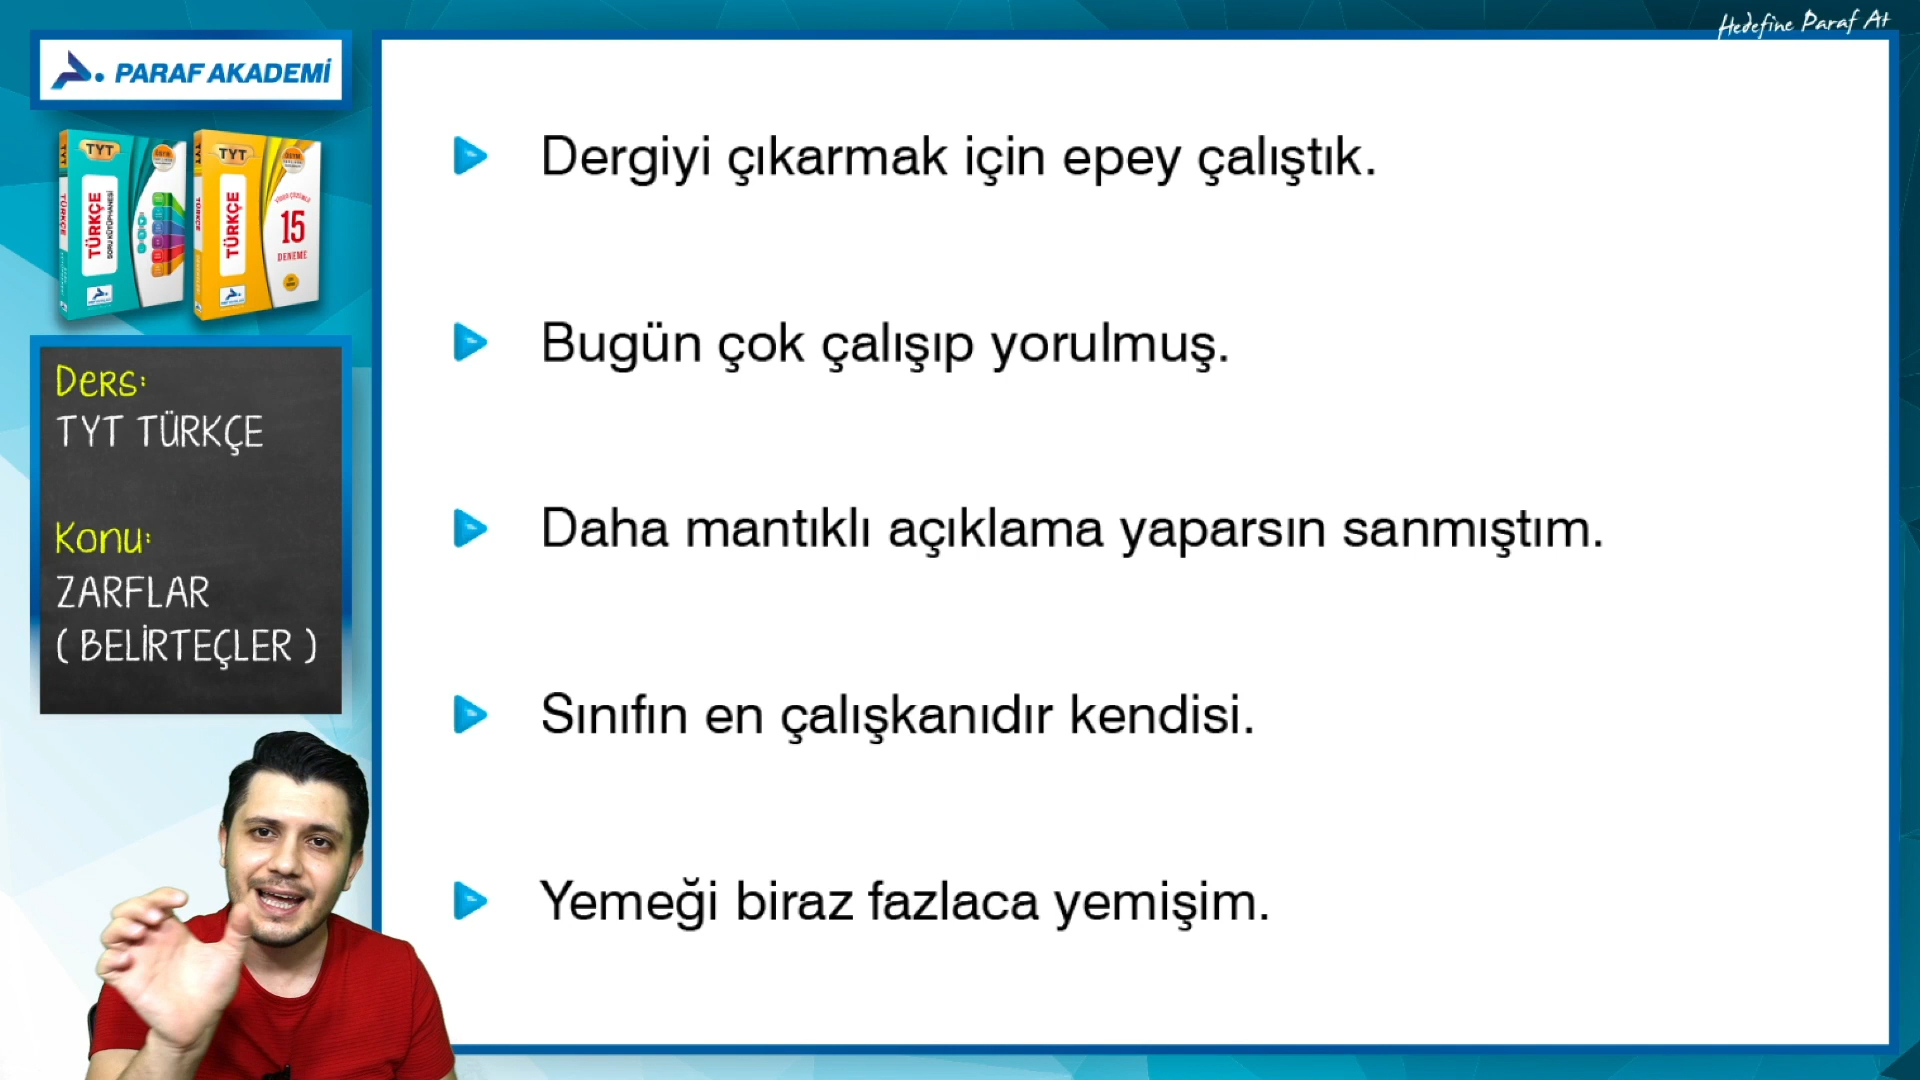 Hedefine Paraf At
PARAF AKADEMİ
TYT
TÜRKÇE
SORU KÜTÜPHANESİ
TYT
TÜRKÇE
15
DENEME
Ders:
TYT TÜRKÇE
Konu:
ZARFLAR
( BELİRTEÇLER )
Dergiyi çıkarmak için epey çalıştık.
Bugün çok çalışıp yorulmuş.
Daha mantıklı açıklama yaparsın sanmıştım.
Sınıfın en çalışkanıdır kendisi.
Yemeği biraz fazlaca yemişim.